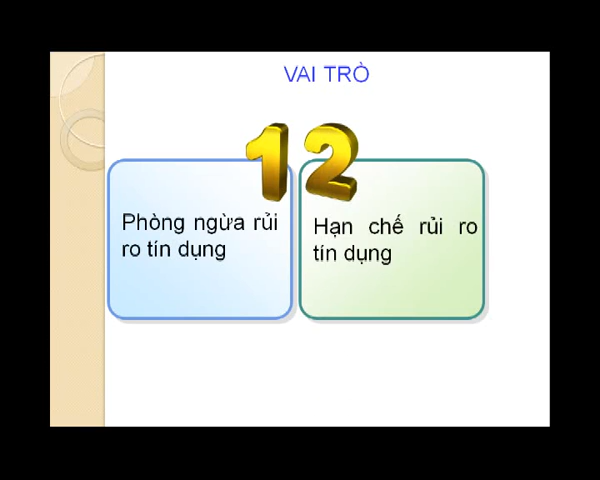 VAI TRÒ
1
Phòng ngừa rủi
ro tín dụng
2
Hạn chế rủi ro
tín dụng